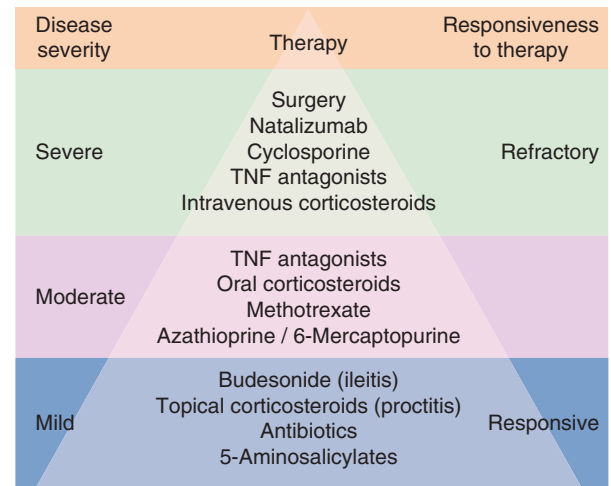 Disease
severity
Therapy
Responsiveness
to therapy
Severe
Surgery
Natalizumab
Cyclosporine
TNF antagonists
Intravenous corticosteroids
Refractory
Moderate
TNF antagonists
Oral corticosteroids
Methotrexate
Azathioprine / 6-Mercaptopurine
Mild
Budesonide (ileitis)
Topical corticosteroids (proctitis)
Antibiotics
5-Aminosalicylates
Responsive